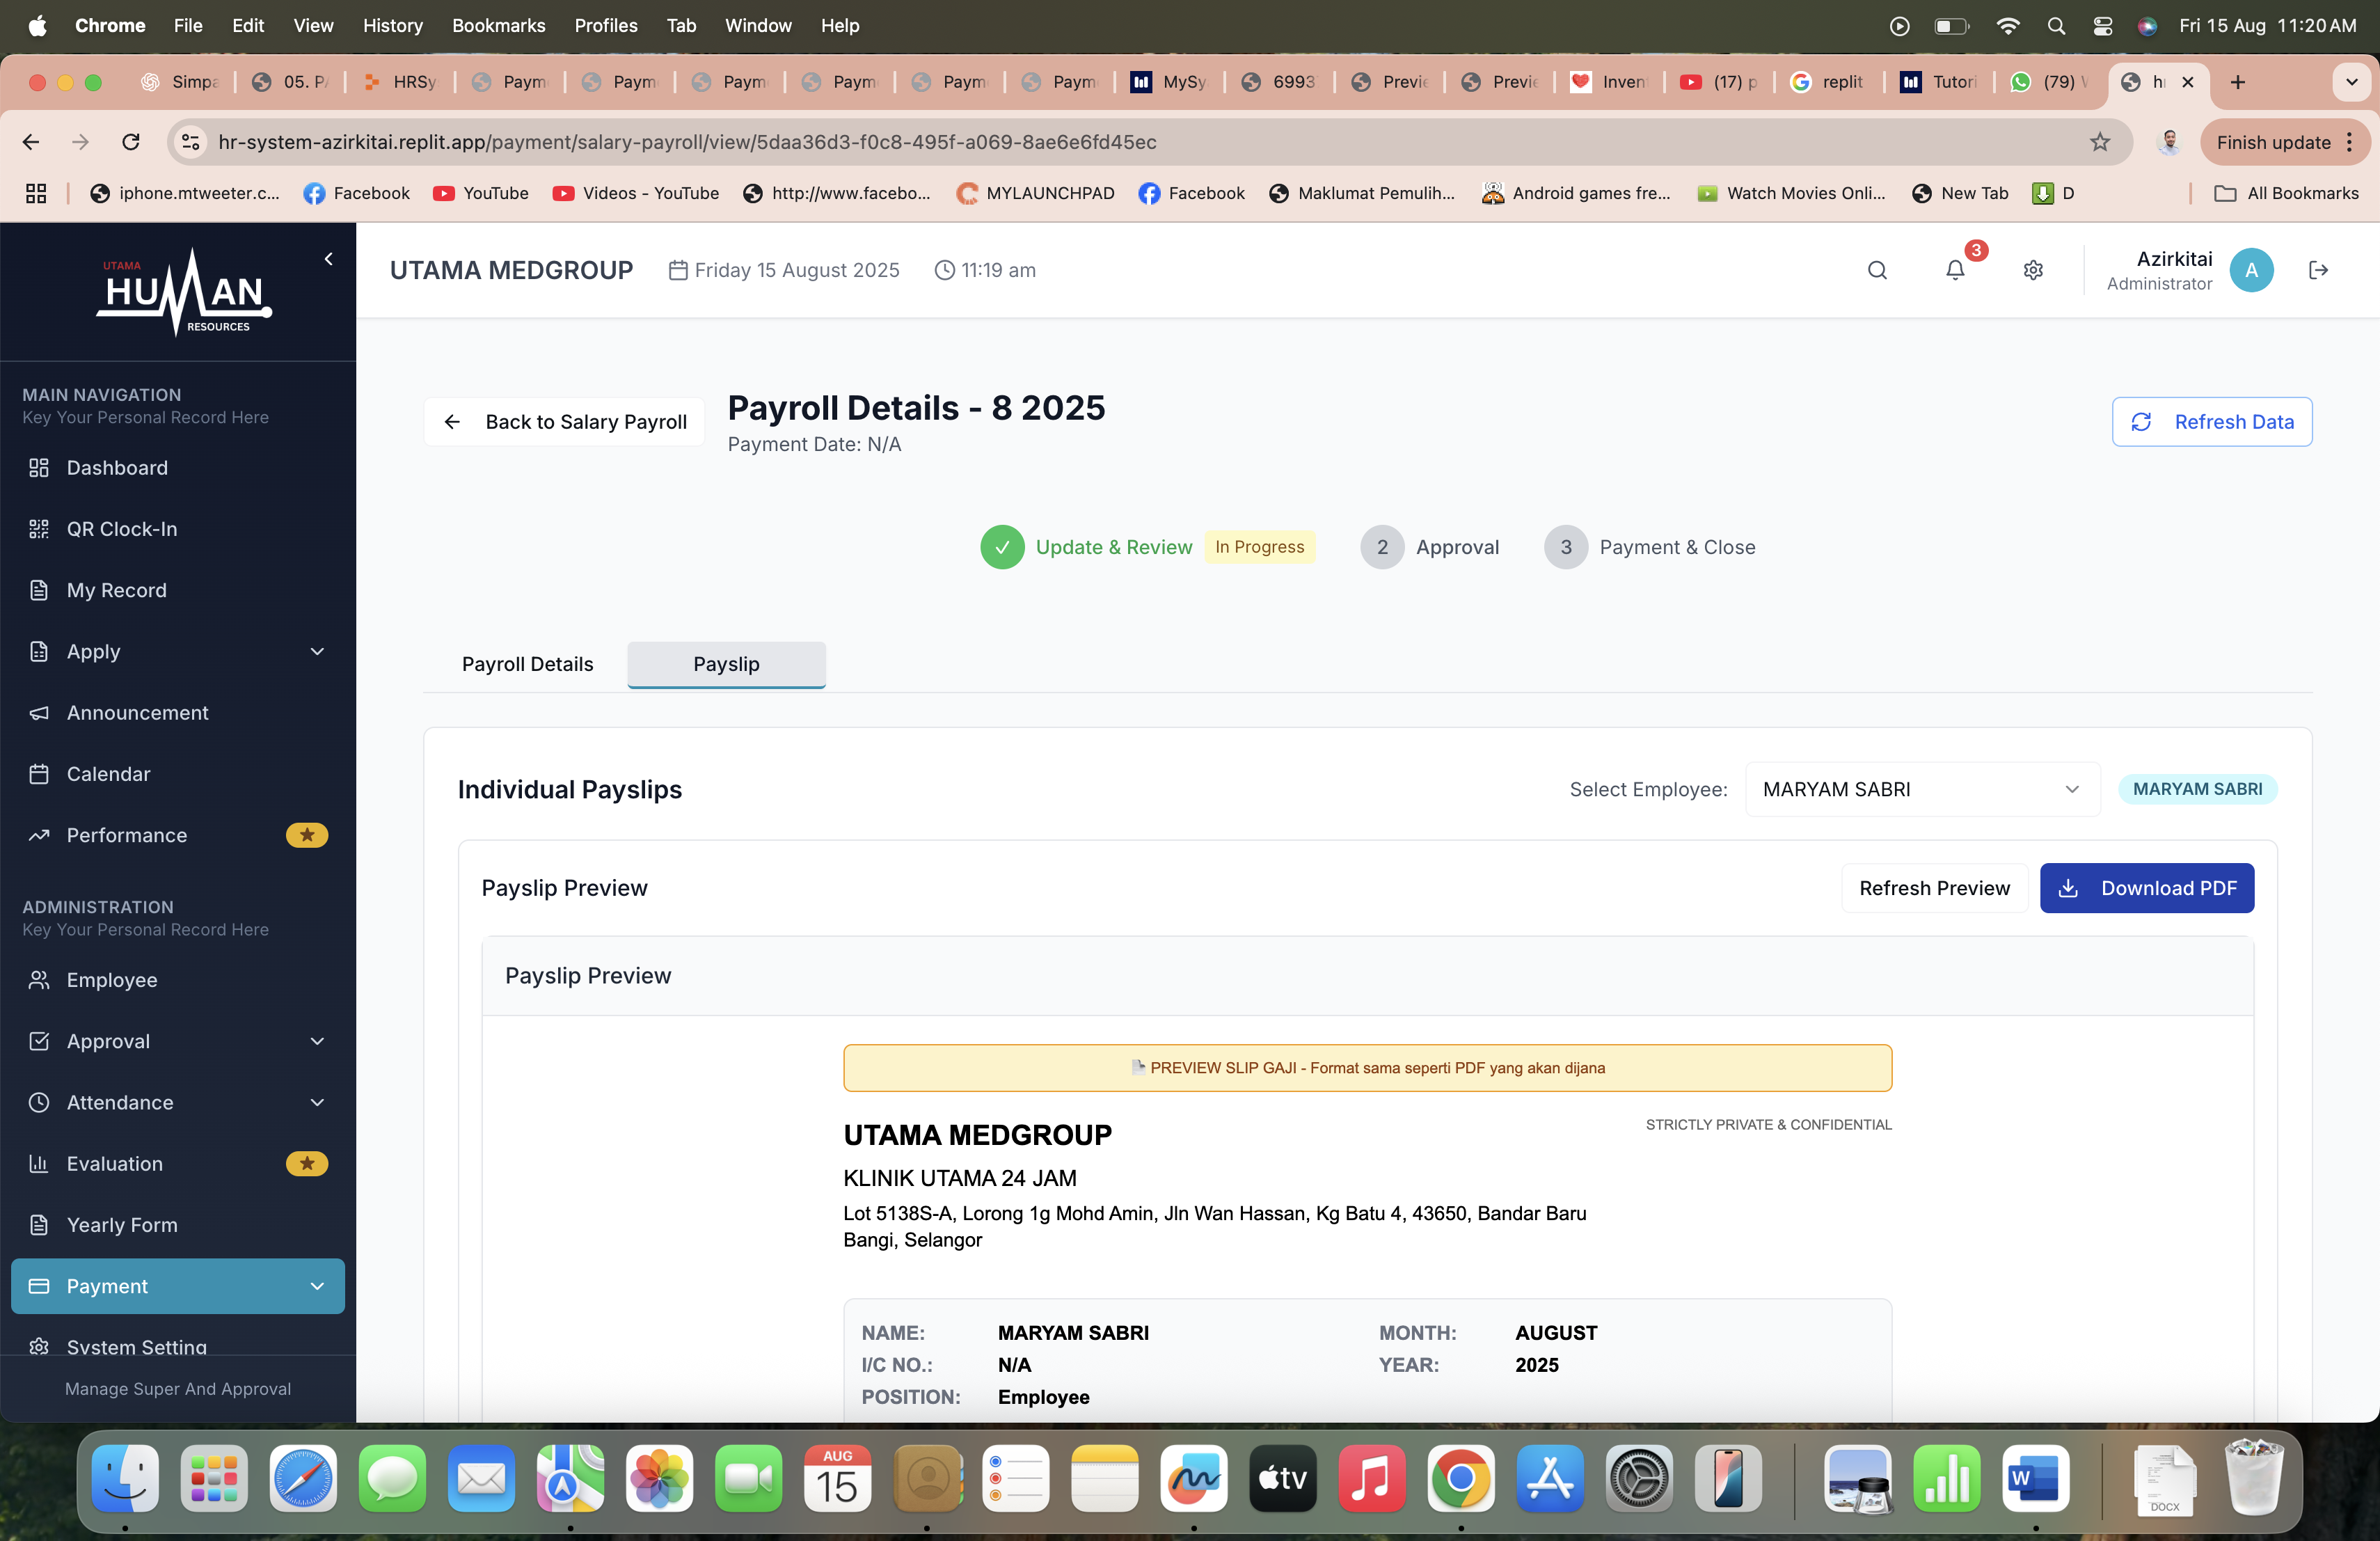 Chrome File Edit View History Bookmarks Profiles Tab Window Help Fri 15 Aug 11:20 AM
Simpa 05. P HRSy Paym Paym Paym Paym Paym Paym MySy 6993 Previe Previe Inven (17) p replit Tutori (79) h
hr-system-azirkitai.replit.app/payment/salary-payroll/view/5daa36d3-f0c8-495f-a069-8ae6e6fd45ec Finish update
iphone.mtweeter.c... Facebook YouTube Videos - YouTube http://www.facebo... MYLAUNCHPAD Facebook Maklumat Pemulih... Android games fre... Watch Movies Onli... New Tab D All Bookmarks
UTAMA
HUMAN
RESOURCES
UTAMA MEDGROUP Friday 15 August 2025 11:19 am 3 Azirkitai A
Administrator
MAIN NAVIGATION
Key Your Personal Record Here
Dashboard
QR Clock-In
My Record
Apply
Announcement
Calendar
Performance
ADMINISTRATION
Key Your Personal Record Here
Employee
Approval
Attendance
Evaluation
Yearly Form
Payment
System Setting
Manage Super And Approval
Back to Salary Payroll
Payroll Details - 8 2025
Payment Date: N/A
Refresh Data
Update & Review In Progress 2 Approval 3 Payment & Close
Payroll Details Payslip
Individual Payslips Select Employee: MARYAM SABRI MARYAM SABRI
Payslip Preview Refresh Preview Download PDF
Payslip Preview
PREVIEW SLIP GAJI - Format sama seperti PDF yang akan dijana
UTAMA MEDGROUP STRICTLY PRIVATE & CONFIDENTIAL
KLINIK UTAMA 24 JAM
Lot 5138S-A, Lorong 1g Mohd Amin, Jln Wan Hassan, Kg Batu 4, 43650, Bandar Baru
Bangi, Selangor
NAME: MARYAM SABRI MONTH: AUGUST
I/C NO.: N/A YEAR: 2025
POSITION: Employee
AUG
15
tv
W
DOCX